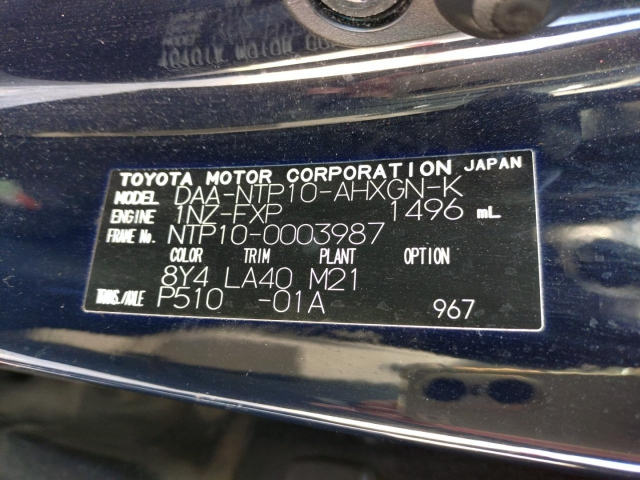 TOYOTA MOTOR CORPORATION JAPAN
MODEL DAA-NTP10-AHXGN-K
ENGINE 1NZ-FXP 1496 mL
FRAME No. NTP10-0003987
COLOR TRIM PLANT OPTION
8Y4 LA40 M21
TRANS./AXLE P510 -01A 967